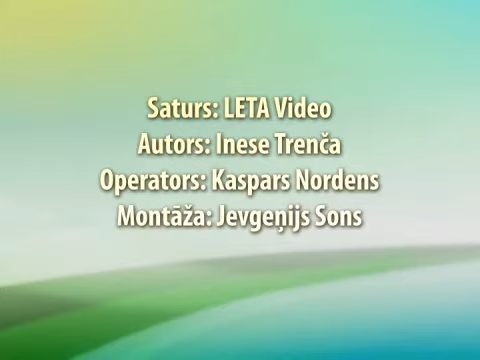 Saturs: LETA Video
Autors: Inese Trenča
Operators: Kaspars Nordens
Montāža: Jevgeņijs Sons